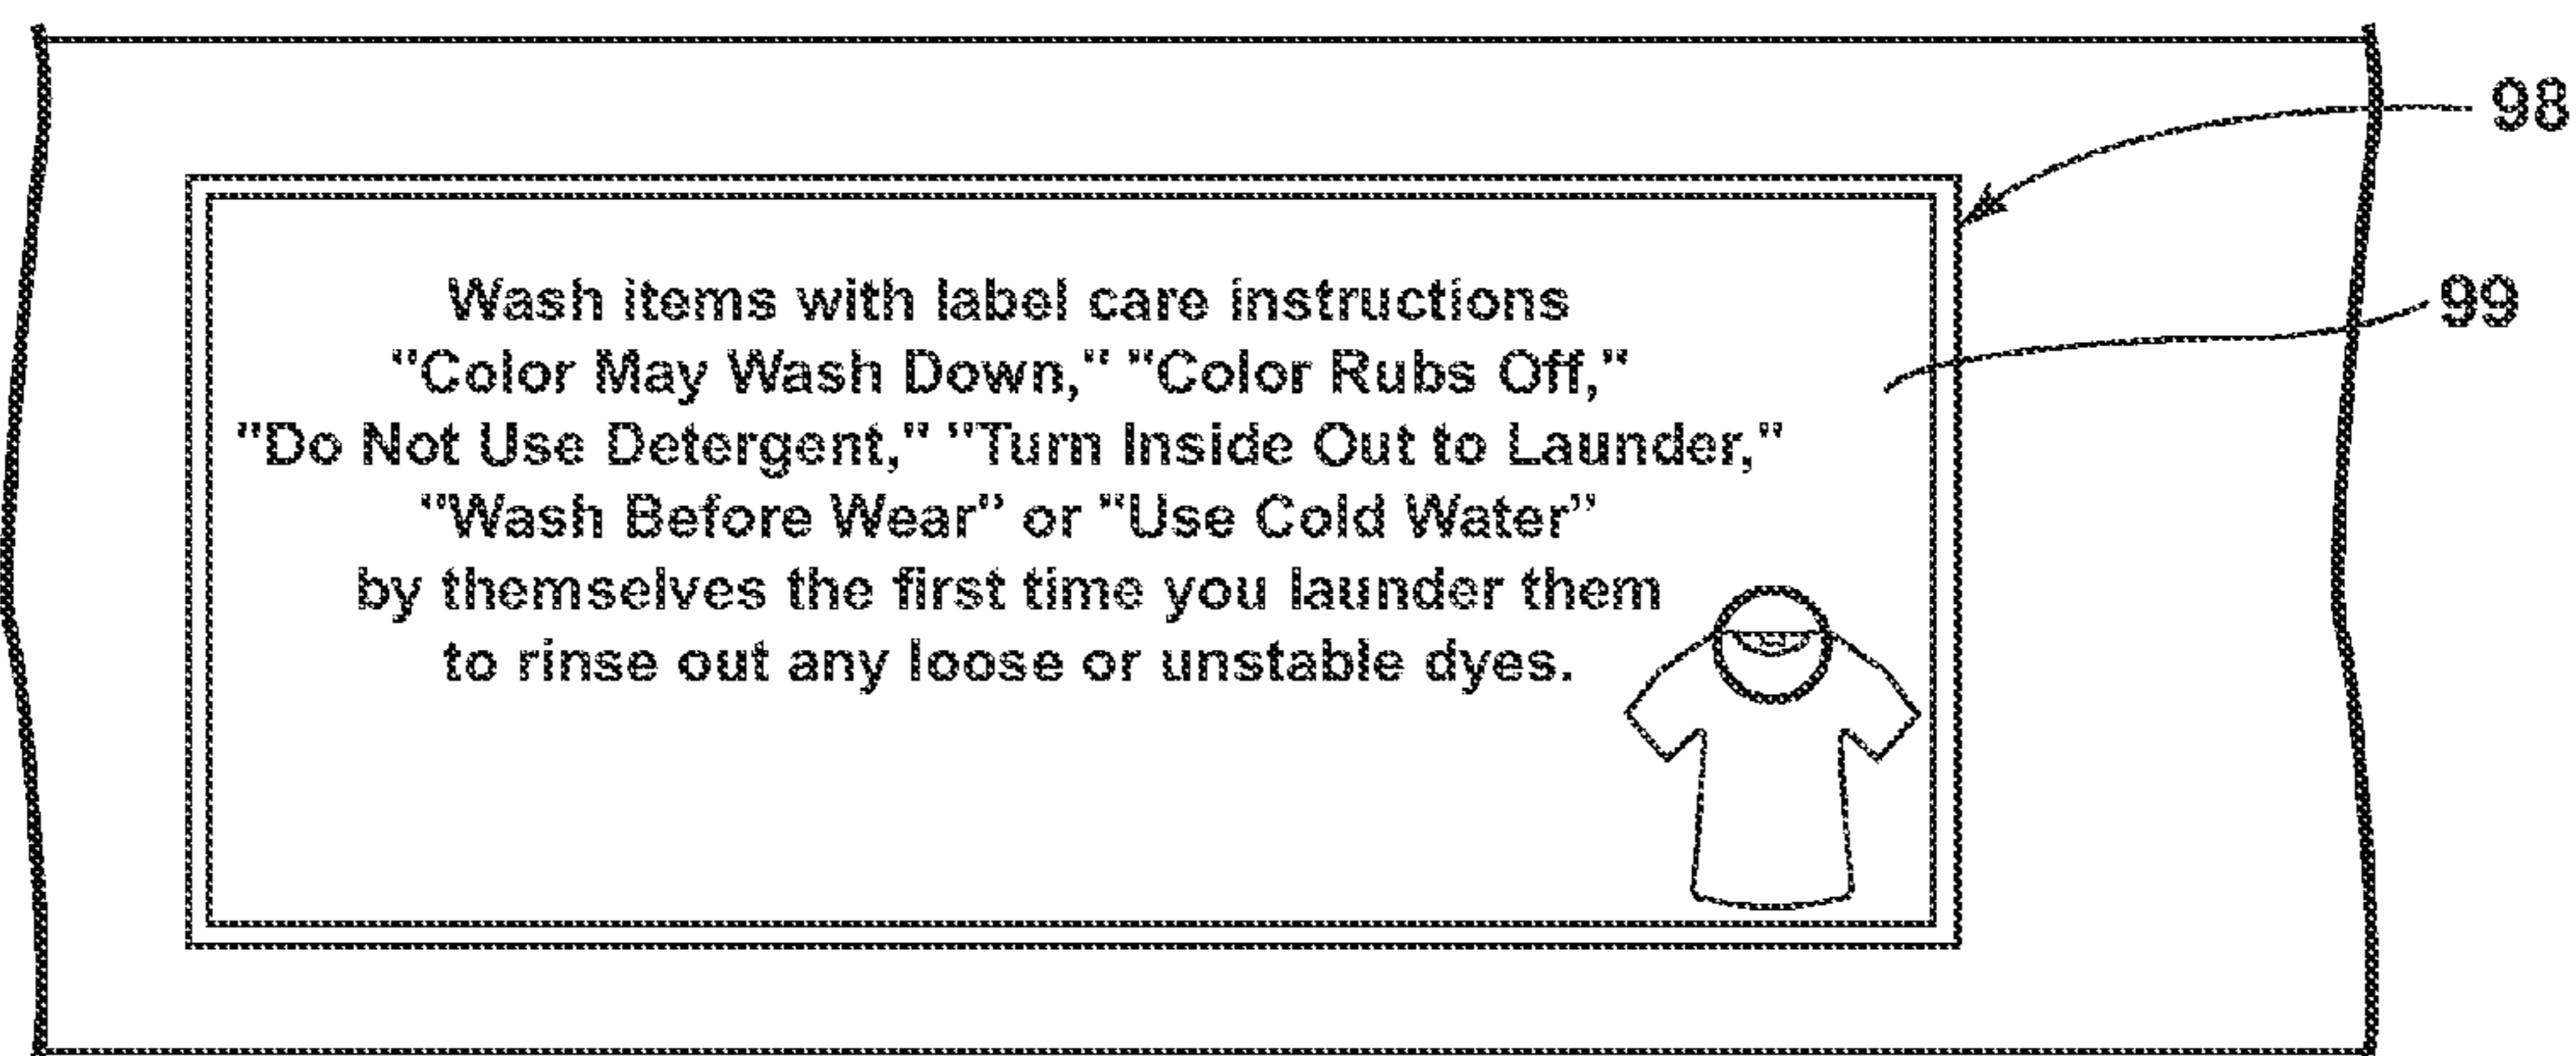 98
99
Wash items with label care instructions
"Color May Wash Down," "Color Rubs Off,"
"Do Not Use Detergent," "Turn Inside Out to Launder,"
"Wash Before Wear" or "Use Cold Water”
by themselves the first time you launder them
to rinse out any loose or unstable dyes.